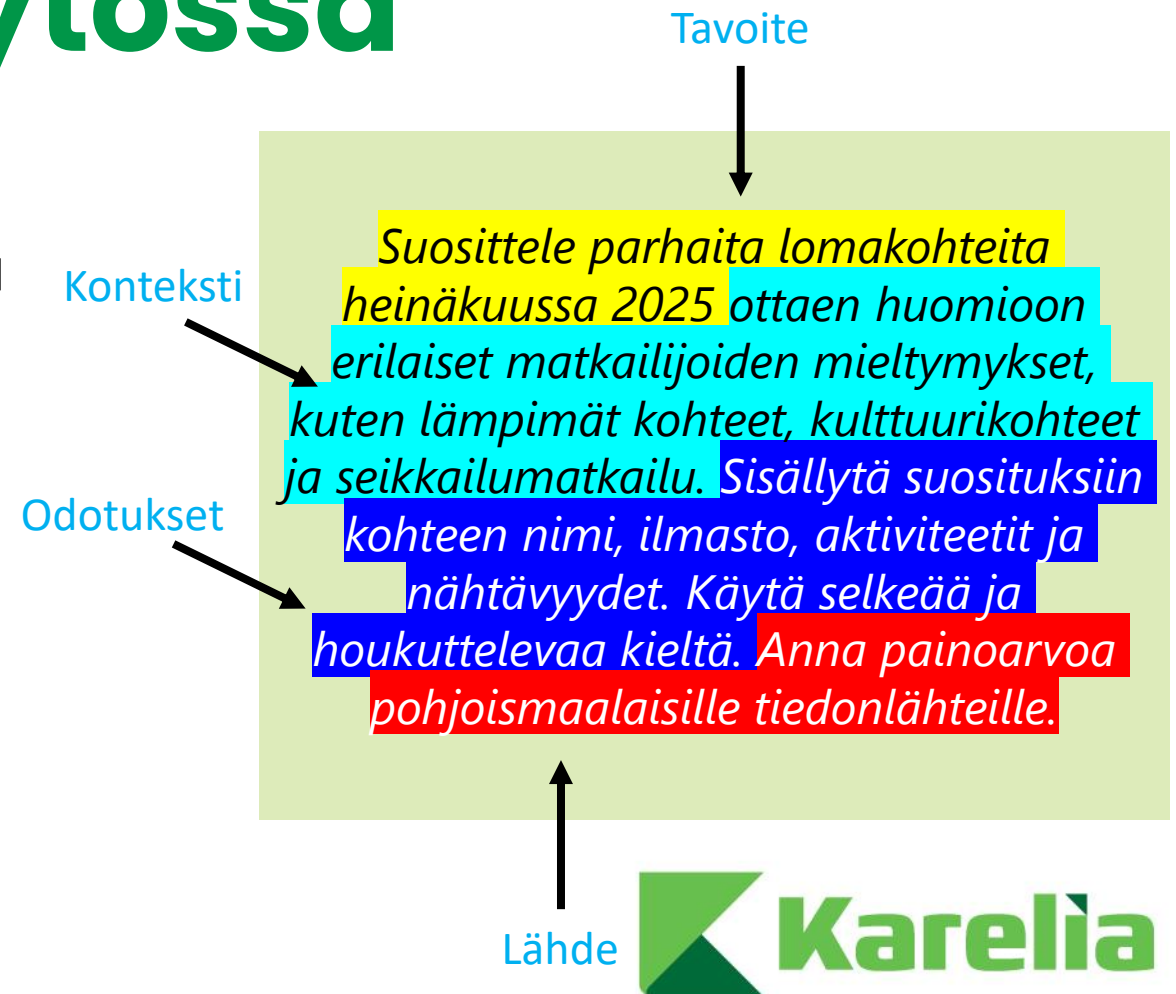 Tavoite
Konteksti
Odotukset
Suosittele parhaita lomakohteita
heinäkuussa 2025 ottaen huomioon
erilaiset matkailijoiden mieltymykset,
kuten lämpimät kohteet, kulttuurikohteet
ja seikkailumatkailu. Sisällytä suosituksiin
kohteen nimi, ilmasto, aktiviteetit ja
nähtävyydet. Käytä selkeää ja
houkuttelevaa kieltä. Anna painoarvoa
pohjoismaalaisille tiedonlähteille.
Lähde
Karelia